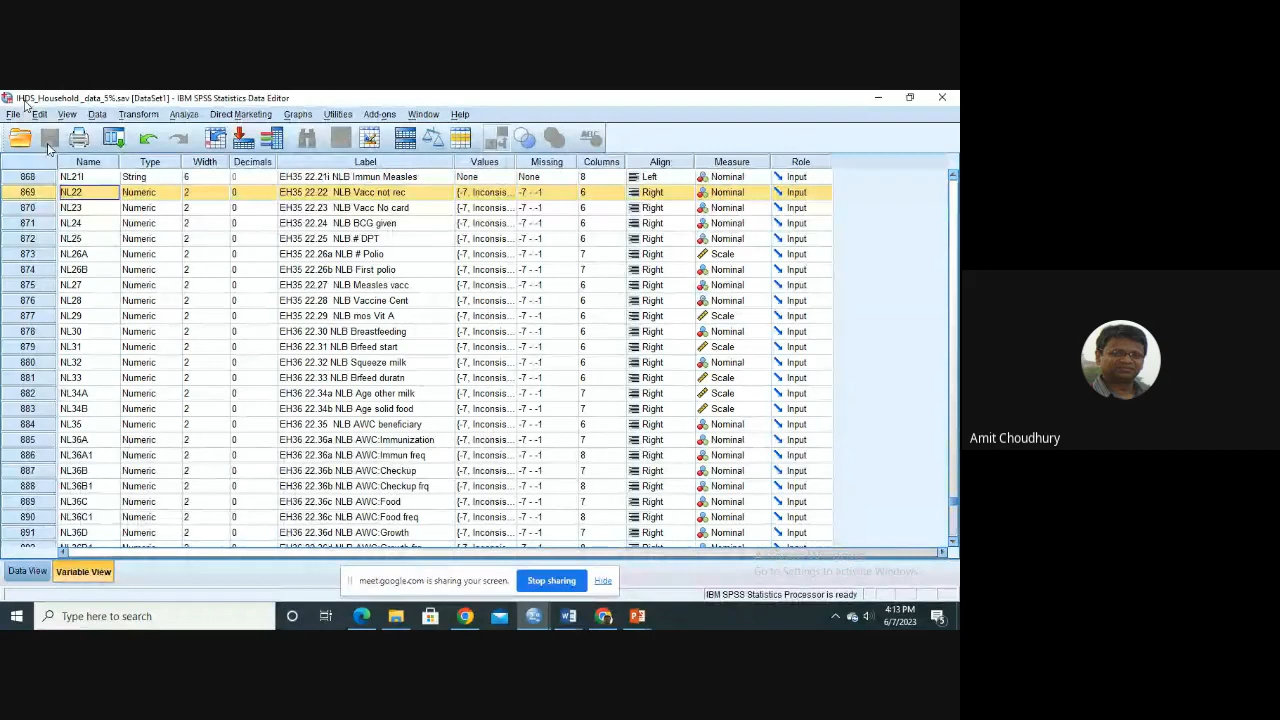 IHDS_Household _data_5%.sav [DataSet1] - IBM SPSS Statistics Data Editor
File Edit View Data Transform Analyze Direct Marketing Graphs Utilities Add-ons Window Help
Name Type Width Decimals Label Values Missing Columns Align Measure Role
868 NL21I String 6 0 EH35 22.21i NLB Immun Measles None None 8 Left Nominal Input
869 NL22 Numeric 2 0 EH35 22.22 NLB Vacc not rec {-7, Inconsis... -7 - -1 6 Right Nominal Input
870 NL23 Numeric 2 0 EH35 22.23 NLB Vacc No card {-7, Inconsis... -7 - -1 6 Right Nominal Input
871 NL24 Numeric 2 0 EH35 22.24 NLB BCG given {-7, Inconsis... -7 - -1 6 Right Nominal Input
872 NL25 Numeric 2 0 EH35 22.25 NLB # DPT {-7, Inconsis... -7 - -1 6 Right Nominal Input
873 NL26A Numeric 2 0 EH35 22.26a NLB # Polio {-7, Inconsis... -7 - -1 7 Right Scale Input
874 NL26B Numeric 2 0 EH35 22.26b NLB First polio {-7, Inconsis... -7 - -1 7 Right Nominal Input
875 NL27 Numeric 2 0 EH35 22.27 NLB Measles vacc {-7, Inconsis... -7 - -1 6 Right Nominal Input
876 NL28 Numeric 2 0 EH35 22.28 NLB Vaccine Cent {-7, Inconsis... -7 - -1 6 Right Nominal Input
877 NL29 Numeric 2 0 EH35 22.29 NLB mos Vit A {-7, Inconsis... -7 - -1 6 Right Scale Input
878 NL30 Numeric 2 0 EH36 22.30 NLB Breastfeeding {-7, Inconsis... -7 - -1 6 Right Nominal Input
879 NL31 Numeric 2 0 EH36 22.31 NLB Brfeed start {-7, Inconsis... -7 - -1 6 Right Scale Input
880 NL32 Numeric 2 0 EH36 22.32 NLB Squeeze milk {-7, Inconsis... -7 - -1 6 Right Nominal Input
881 NL33 Numeric 2 0 EH36 22.33 NLB Brfeed duratn {-7, Inconsis... -7 - -1 6 Right Scale Input
882 NL34A Numeric 2 0 EH36 22.34a NLB Age other milk {-7, Inconsis... -7 - -1 7 Right Scale Input
883 NL34B Numeric 2 0 EH36 22.34b NLB Age solid food {-7, Inconsis... -7 - -1 7 Right Scale Input
884 NL35 Numeric 2 0 EH36 22.35 NLB AWC beneficiary {-7, Inconsis... -7 - -1 6 Right Nominal Input
885 NL36A Numeric 2 0 EH36 22.36a NLB AWC:Immunization {-7, Inconsis... -7 - -1 7 Right Nominal Input
886 NL36A1 Numeric 2 0 EH36 22.36a NLB AWC:Immun freq {-7, Inconsis... -7 - -1 8 Right Nominal Input
887 NL36B Numeric 2 0 EH36 22.36b NLB AWC:Checkup {-7, Inconsis... -7 - -1 7 Right Nominal Input
888 NL36B1 Numeric 2 0 EH36 22.36b NLB AWC:Checkup frq {-7, Inconsis... -7 - -1 8 Right Nominal Input
889 NL36C Numeric 2 0 EH36 22.36c NLB AWC:Food {-7, Inconsis... -7 - -1 7 Right Nominal Input
890 NL36C1 Numeric 2 0 EH36 22.36c NLB AWC:Food freq {-7, Inconsis... -7 - -1 8 Right Nominal Input
891 NL36D Numeric 2 0 EH36 22.36d NLB AWC:Growth {-7, Inconsis... -7 - -1 7 Right Nominal Input
Data View Variable View
Go to Settings to activate Windows.
meet.google.com is sharing your screen. Stop sharing Hide
IBM SPSS Statistics Processor is ready
Type here to search
4:13 PM
6/7/2023
5
Amit Choudhury